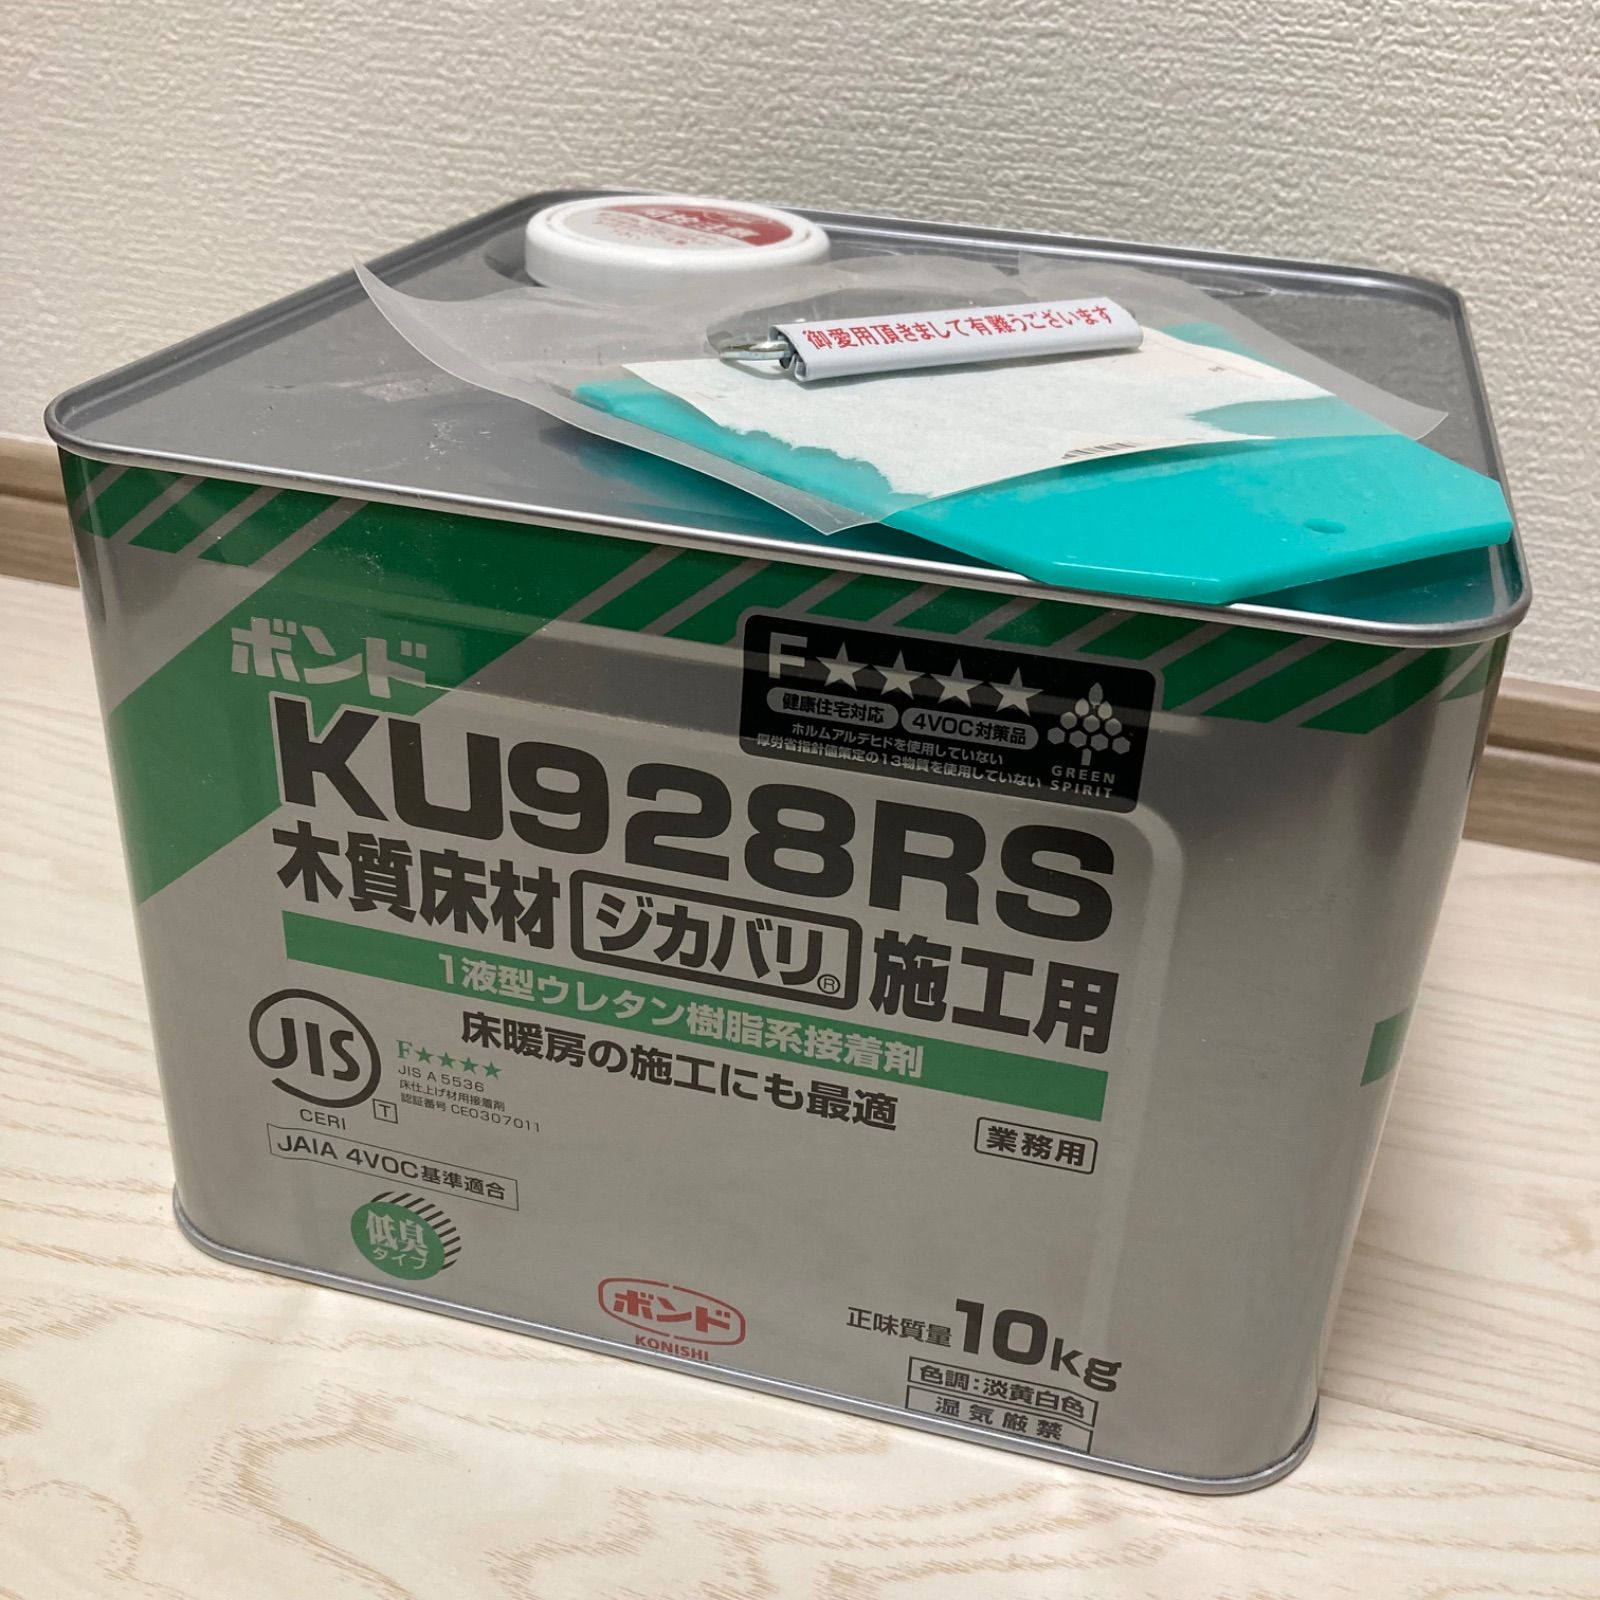 開栓注意
御愛用頂きまして有難うございます
ボンド
F★★★★
健康住宅対応 4VOC対策品
ホルムアルデヒドを使用していない
厚労省指針値策定の13物質を使用していない
GREEN
SPIRIT
KU928RS
木質床材 ジカバリ® 施工用
1液型ウレタン樹脂系接着剤
床暖房の施工にも最適
JIS
F★★★★
JIS A 5536
床仕上げ材用接着剤
認証番号 CE0307011
CERI T
業務用
JAIA 4VOC基準適合
低臭
タイプ
ボンド
KONISHI
正味質量10kg
色調:淡黄白色
湿気厳禁